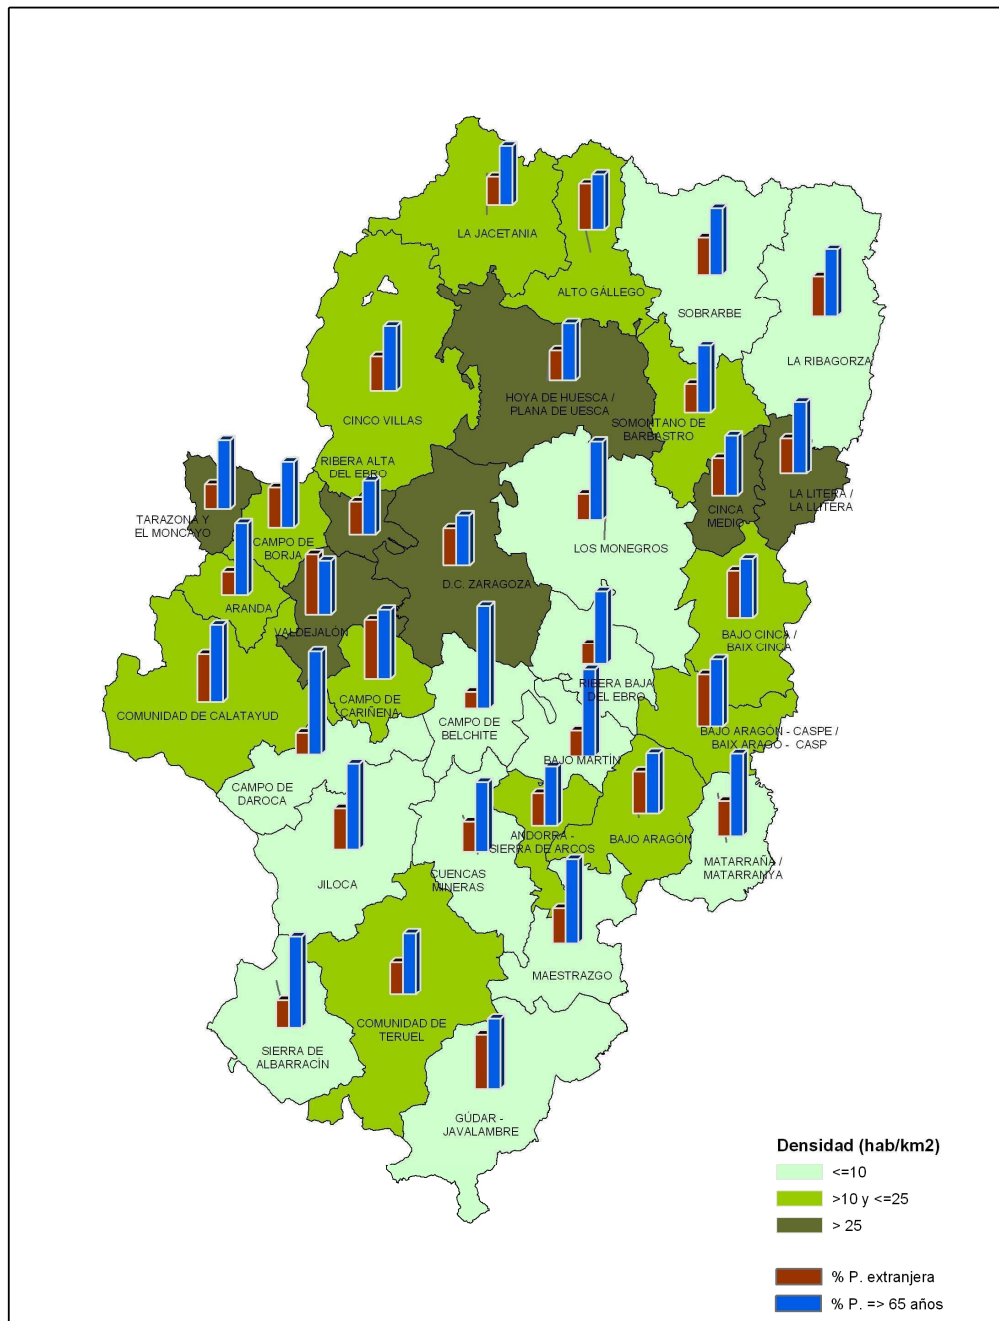 LA JACETANIA
ALTO GÁLLEGO
SOBRARBE
LA RIBAGORZA
CINCO VILLAS
HOYA DE HUESCA /
PLANA DE UESCA
SOMONTANO DE
BARBASTRO
RIBERA ALTA
DEL EBRO
TARAZONA Y
EL MONCAYO
CAMPO DE
BORJA
LA LITERA /
LA LLITERA
CINCA
MEDIO
LOS MONEGROS
D.C. ZARAGOZA
ARANDA
VALDEJALÓN
BAJO CINCA /
BAIX CINCA
COMUNIDAD DE CALATAYUD
CAMPO DE
CARIÑENA
CAMPO DE
BELCHITE
RIBERA BAJA
DEL EBRO
BAJO ARAGÓN - CASPE /
BAIX ARAGÓ - CASP
BAJO MARTÍN
CAMPO DE
DAROCA
ANDORRA -
SIERRA DE ARCOS
BAJO ARAGÓN
MATARRAÑA /
MATARRANYA
JILOCA
CUENCAS
MINERAS
MAESTRAZGO
COMUNIDAD DE
TERUEL
SIERRA DE
ALBARRACÍN
GÚDAR -
JAVALAMBRE
Densidad (hab/km2)
<=10
>10 y <=25
> 25
% P. extranjera
% P. => 65 años